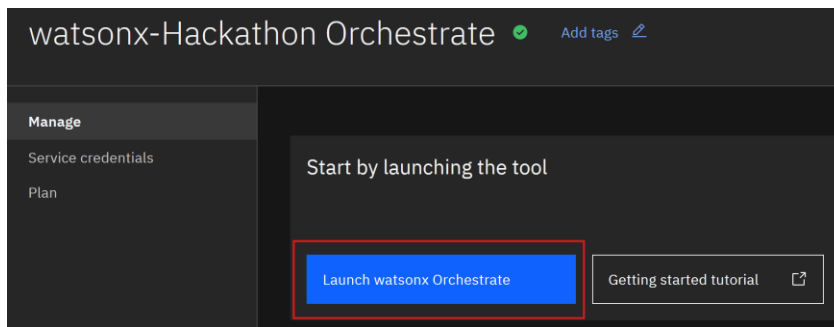 watsonx-Hackathon Orchestrate
Add tags
Manage
Service credentials
Plan
Start by launching the tool
Launch watsonx Orchestrate
Getting started tutorial